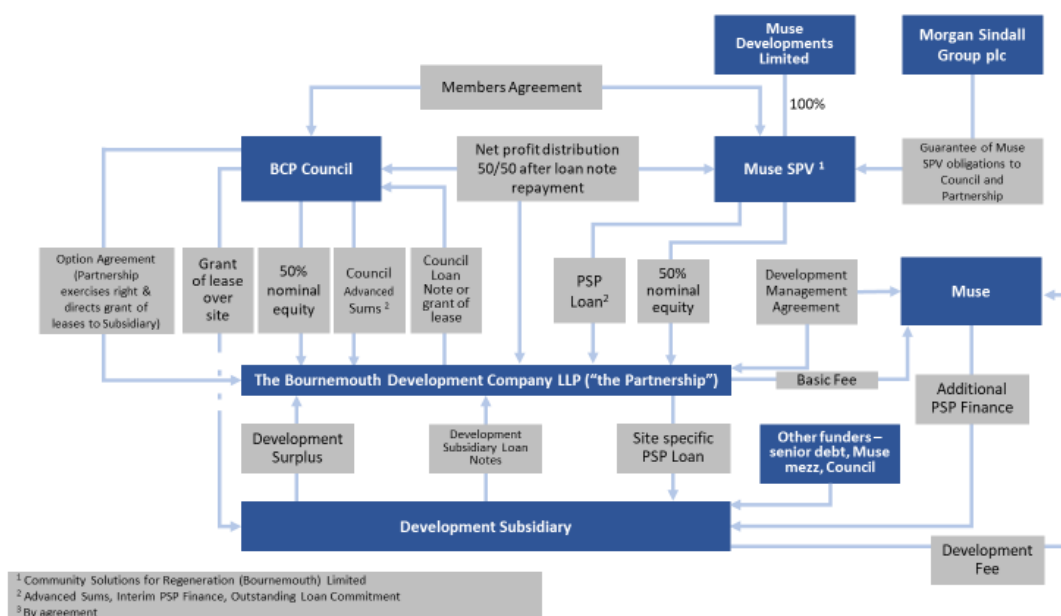 Muse
Developments
Limited
Morgan Sindall
Group plc
Members Agreement
100%
BCP Council
Net profit distribution
50/50 after loan note
repayment
Muse SPV ¹
Guarantee of Muse
SPV obligations to
Council and
Partnership
Option Agreement
(Partnership
exercises right &
directs grant of
leases to Subsidiary)
Grant
of lease
over
site
50%
nominal
equity
Council
Advanced
Sums ²
Council
Loan
Note or
grant of
lease
PSP
Loan²
50%
nominal
equity
Development
Management
Agreement
Muse
The Bournemouth Development Company LLP (“the Partnership”)
Basic Fee
Additional
PSP Finance
Development
Surplus
Development
Subsidiary Loan
Notes
Site specific
PSP Loan
Other funders –
senior debt, Muse
mezz, Council
Development Subsidiary
Development
Fee
¹ Community Solutions for Regeneration (Bournemouth) Limited
² Advanced Sums, Interim PSP Finance, Outstanding Loan Commitment
³ By agreement